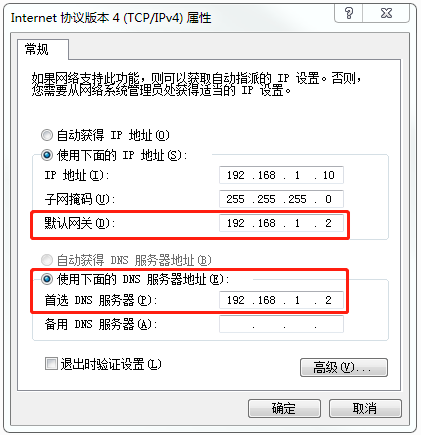 Internet 协议版本 4 (TCP/IPv4) 属性
常规
如果网络支持此功能，则可以获取自动指派的 IP 设置。否则，
您需要从网络系统管理员处获得适当的 IP 设置。
自动获得 IP 地址(O)
使用下面的 IP 地址(S):
IP 地址(I): 192 . 168 . 1 . 10
子网掩码(U): 255 . 255 . 255 . 0
默认网关(D): 192 . 168 . 1 . 2
自动获得 DNS 服务器地址(B)
使用下面的 DNS 服务器地址(E):
首选 DNS 服务器(P): 192 . 168 . 1 . 2
备用 DNS 服务器(A): . . .
退出时验证设置(L)
高级(V)...
确定 取消